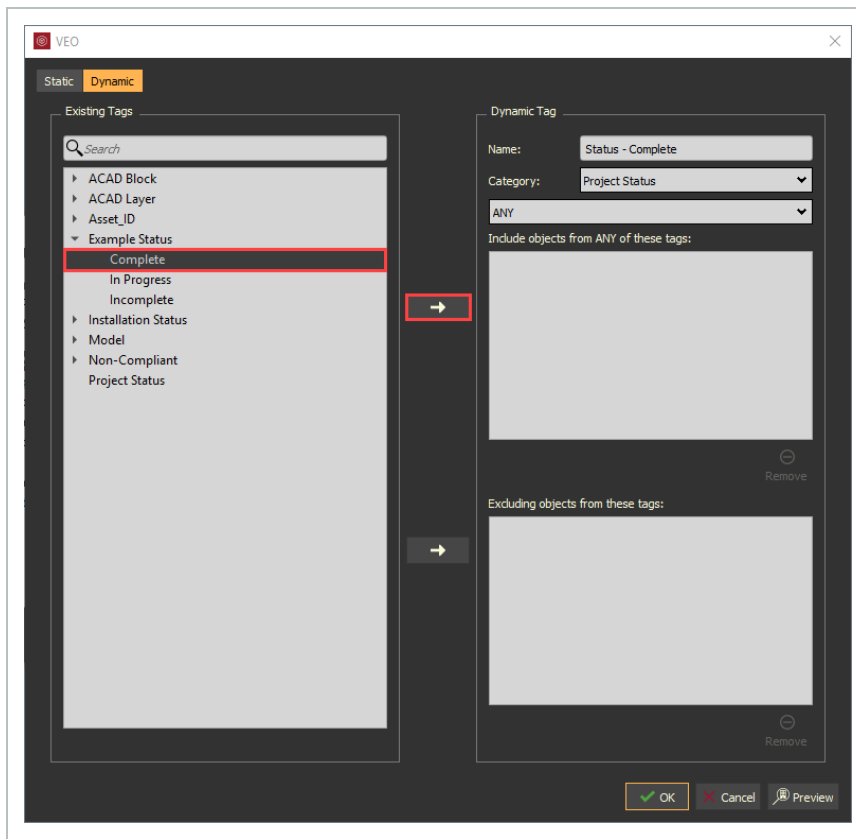 VEO
Static Dynamic
Existing Tags
Search
ACAD Block
ACAD Layer
Asset_ID
Example Status
Complete
In Progress
Incomplete
Installation Status
Model
Non-Compliant
Project Status
Dynamic Tag
Name: Status - Complete
Category: Project Status
ANY
Include objects from ANY of these tags:
Remove
Excluding objects from these tags:
Remove
OK Cancel Preview